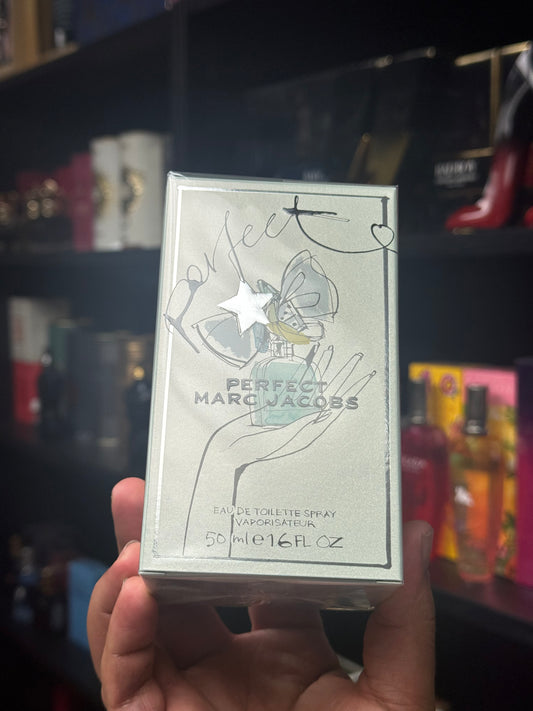 Perfect
PERFECT
MARC JACOBS
EAU DE TOILETTE SPRAY
VAPORISATEUR
50 ml e 1.6 FL OZ